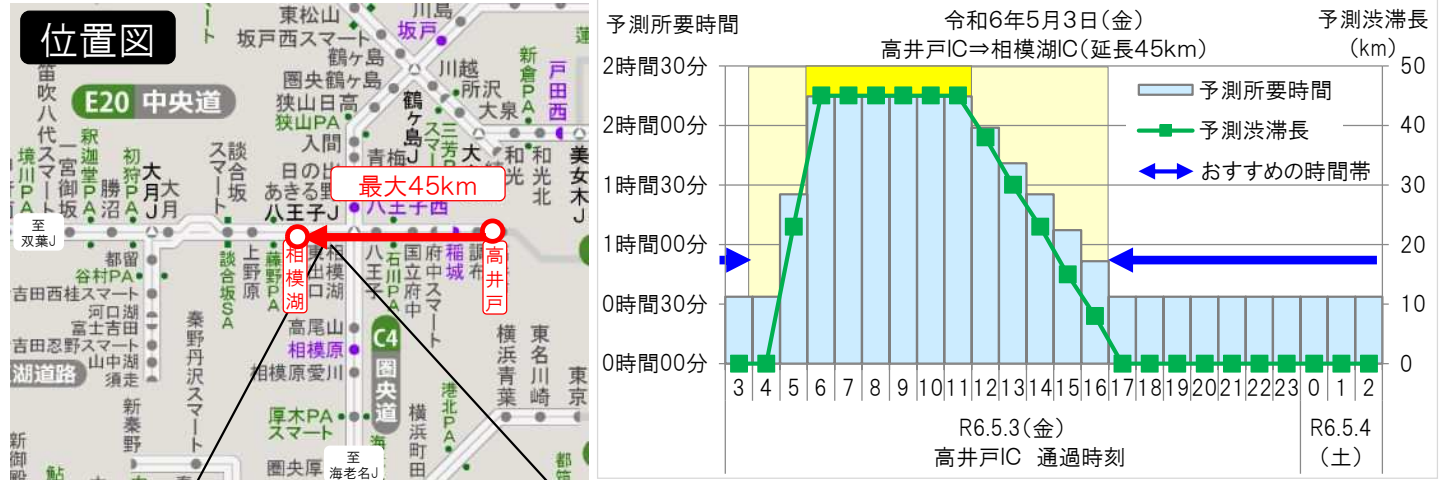 位置図
E20 中央道
東松山
川島
坂戸西スマート
坂戸
鶴ヶ島
圏央鶴ヶ島
川越
所沢
大泉
新倉PA
戸田西
狭山日高
狭山PA
入間
鶴ヶ島J
三芳PA
スマート
和光
和光北
美女木J
笛吹八代スマート
境川PA
一宮御坂
釈迦堂PA
勝沼
初狩PA
大月J
大月
談合坂
スマート
日の出
あきる野
青梅
八王子J
八王子西
最大45km
至
双葉J
都留
谷村PA
吉田西桂スマート
河口湖
富士吉田
吉田忍野スマート
山中湖
須走
湖道路
談合坂SA
上野原
藤野PA
相模湖
相模湖
東出口
八王子
石川PA
国立府中
府中スマート
稲城
調布
高井戸
高尾山
相模原
相模原愛川
C4
圏央道
秦野丹沢スマート
新秦野
厚木PA
スマート
圏央厚
至
海老名J
横浜町田
港北PA
横浜青葉
東名川崎
東京
新御殿
鮎
都筑
予測所要時間
令和6年5月3日(金)
高井戸IC⇒相模湖IC(延長45km)
予測渋滞長
(km)
2時間30分
2時間00分
1時間30分
1時間00分
0時間30分
0時間00分
50
40
30
20
10
0
予測所要時間
予測渋滞長
おすすめの時間帯
3 4 5 6 7 8 9 10 11 12 13 14 15 16 17 18 19 20 21 22 23 0 1 2
R6.5.3(金)
R6.5.4
(土)
高井戸IC 通過時刻